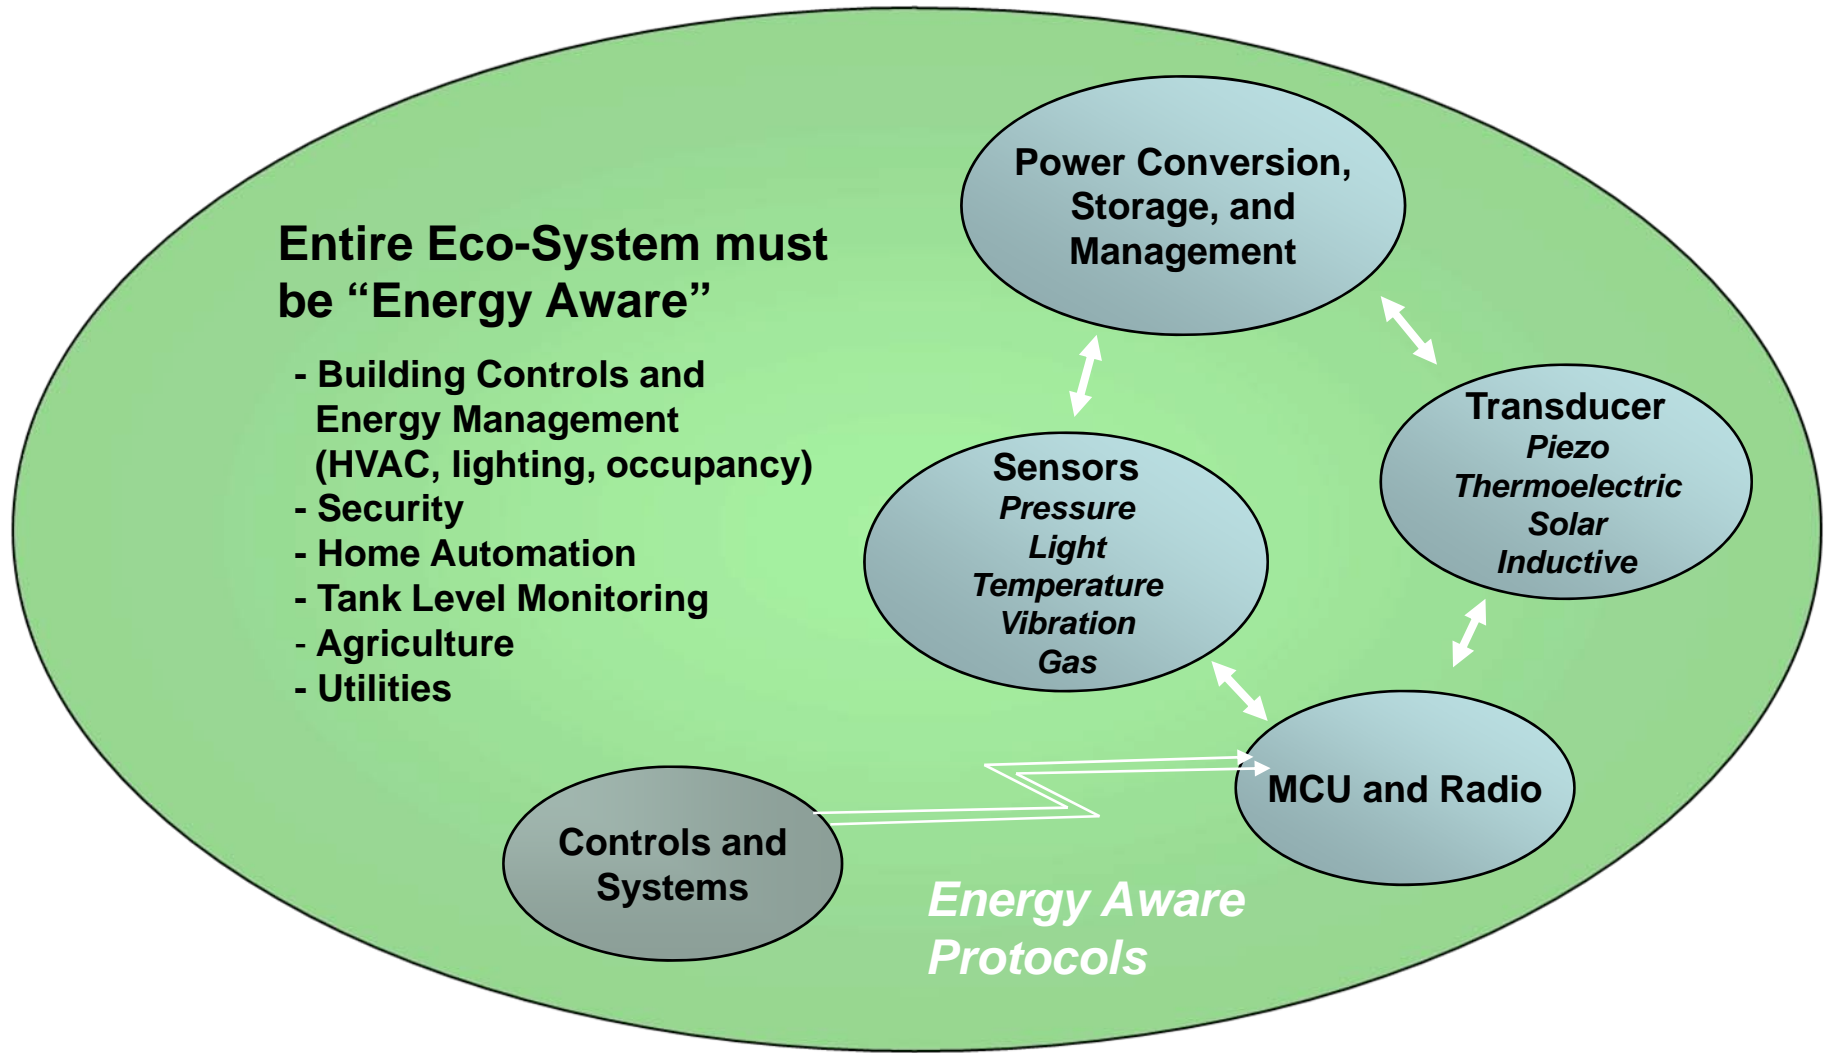 Entire Eco-System must
be “Energy Aware”
- Building Controls and
Energy Management
(HVAC, lighting, occupancy)
- Security
- Home Automation
- Tank Level Monitoring
- Agriculture
- Utilities
Power Conversion,
Storage, and
Management
Transducer
Piezo
Thermoelectric
Solar
Inductive
Sensors
Pressure
Light
Temperature
Vibration
Gas
MCU and Radio
Controls and
Systems
Energy Aware
Protocols